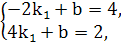 −2k₁ + b = 4,
4k₁ + b = 2,